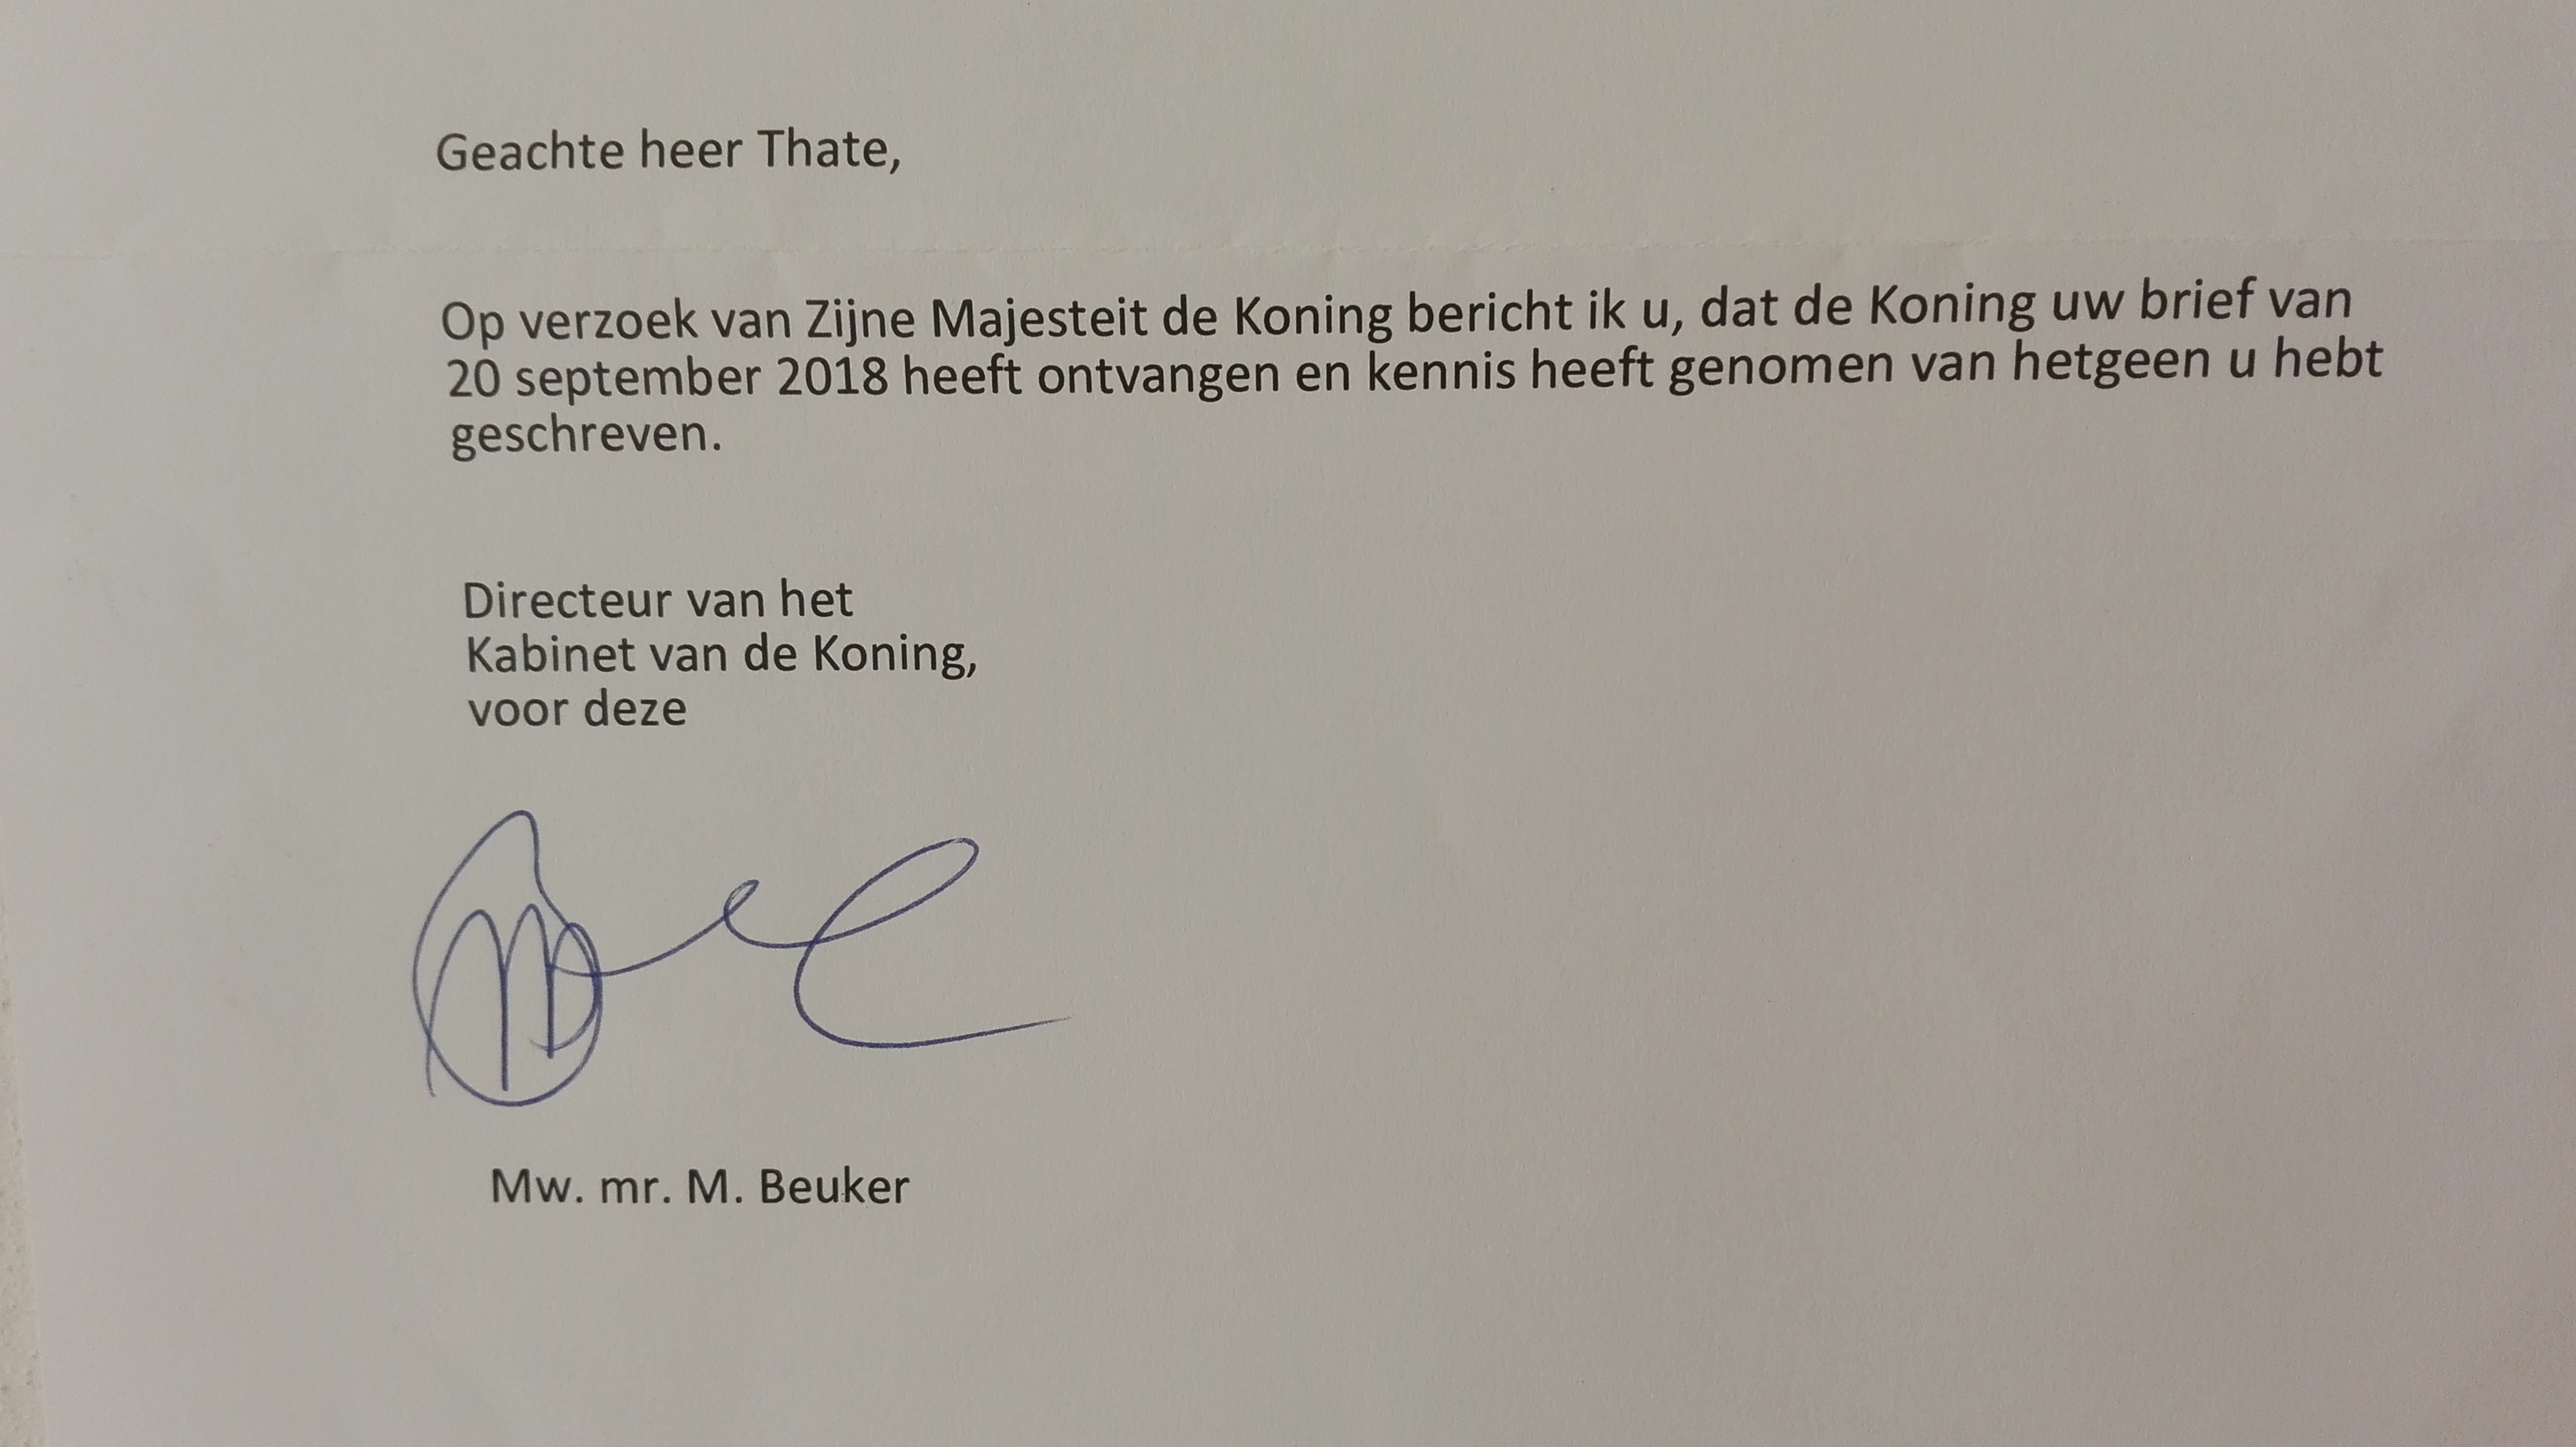 Geachte heer Thate,
Op verzoek van Zijne Majesteit de Koning bericht ik u, dat de Koning uw brief van
20 september 2018 heeft ontvangen en kennis heeft genomen van hetgeen u hebt
geschreven.
Directeur van het
Kabinet van de Koning,
voor deze
Mw. mr. M. Beuker